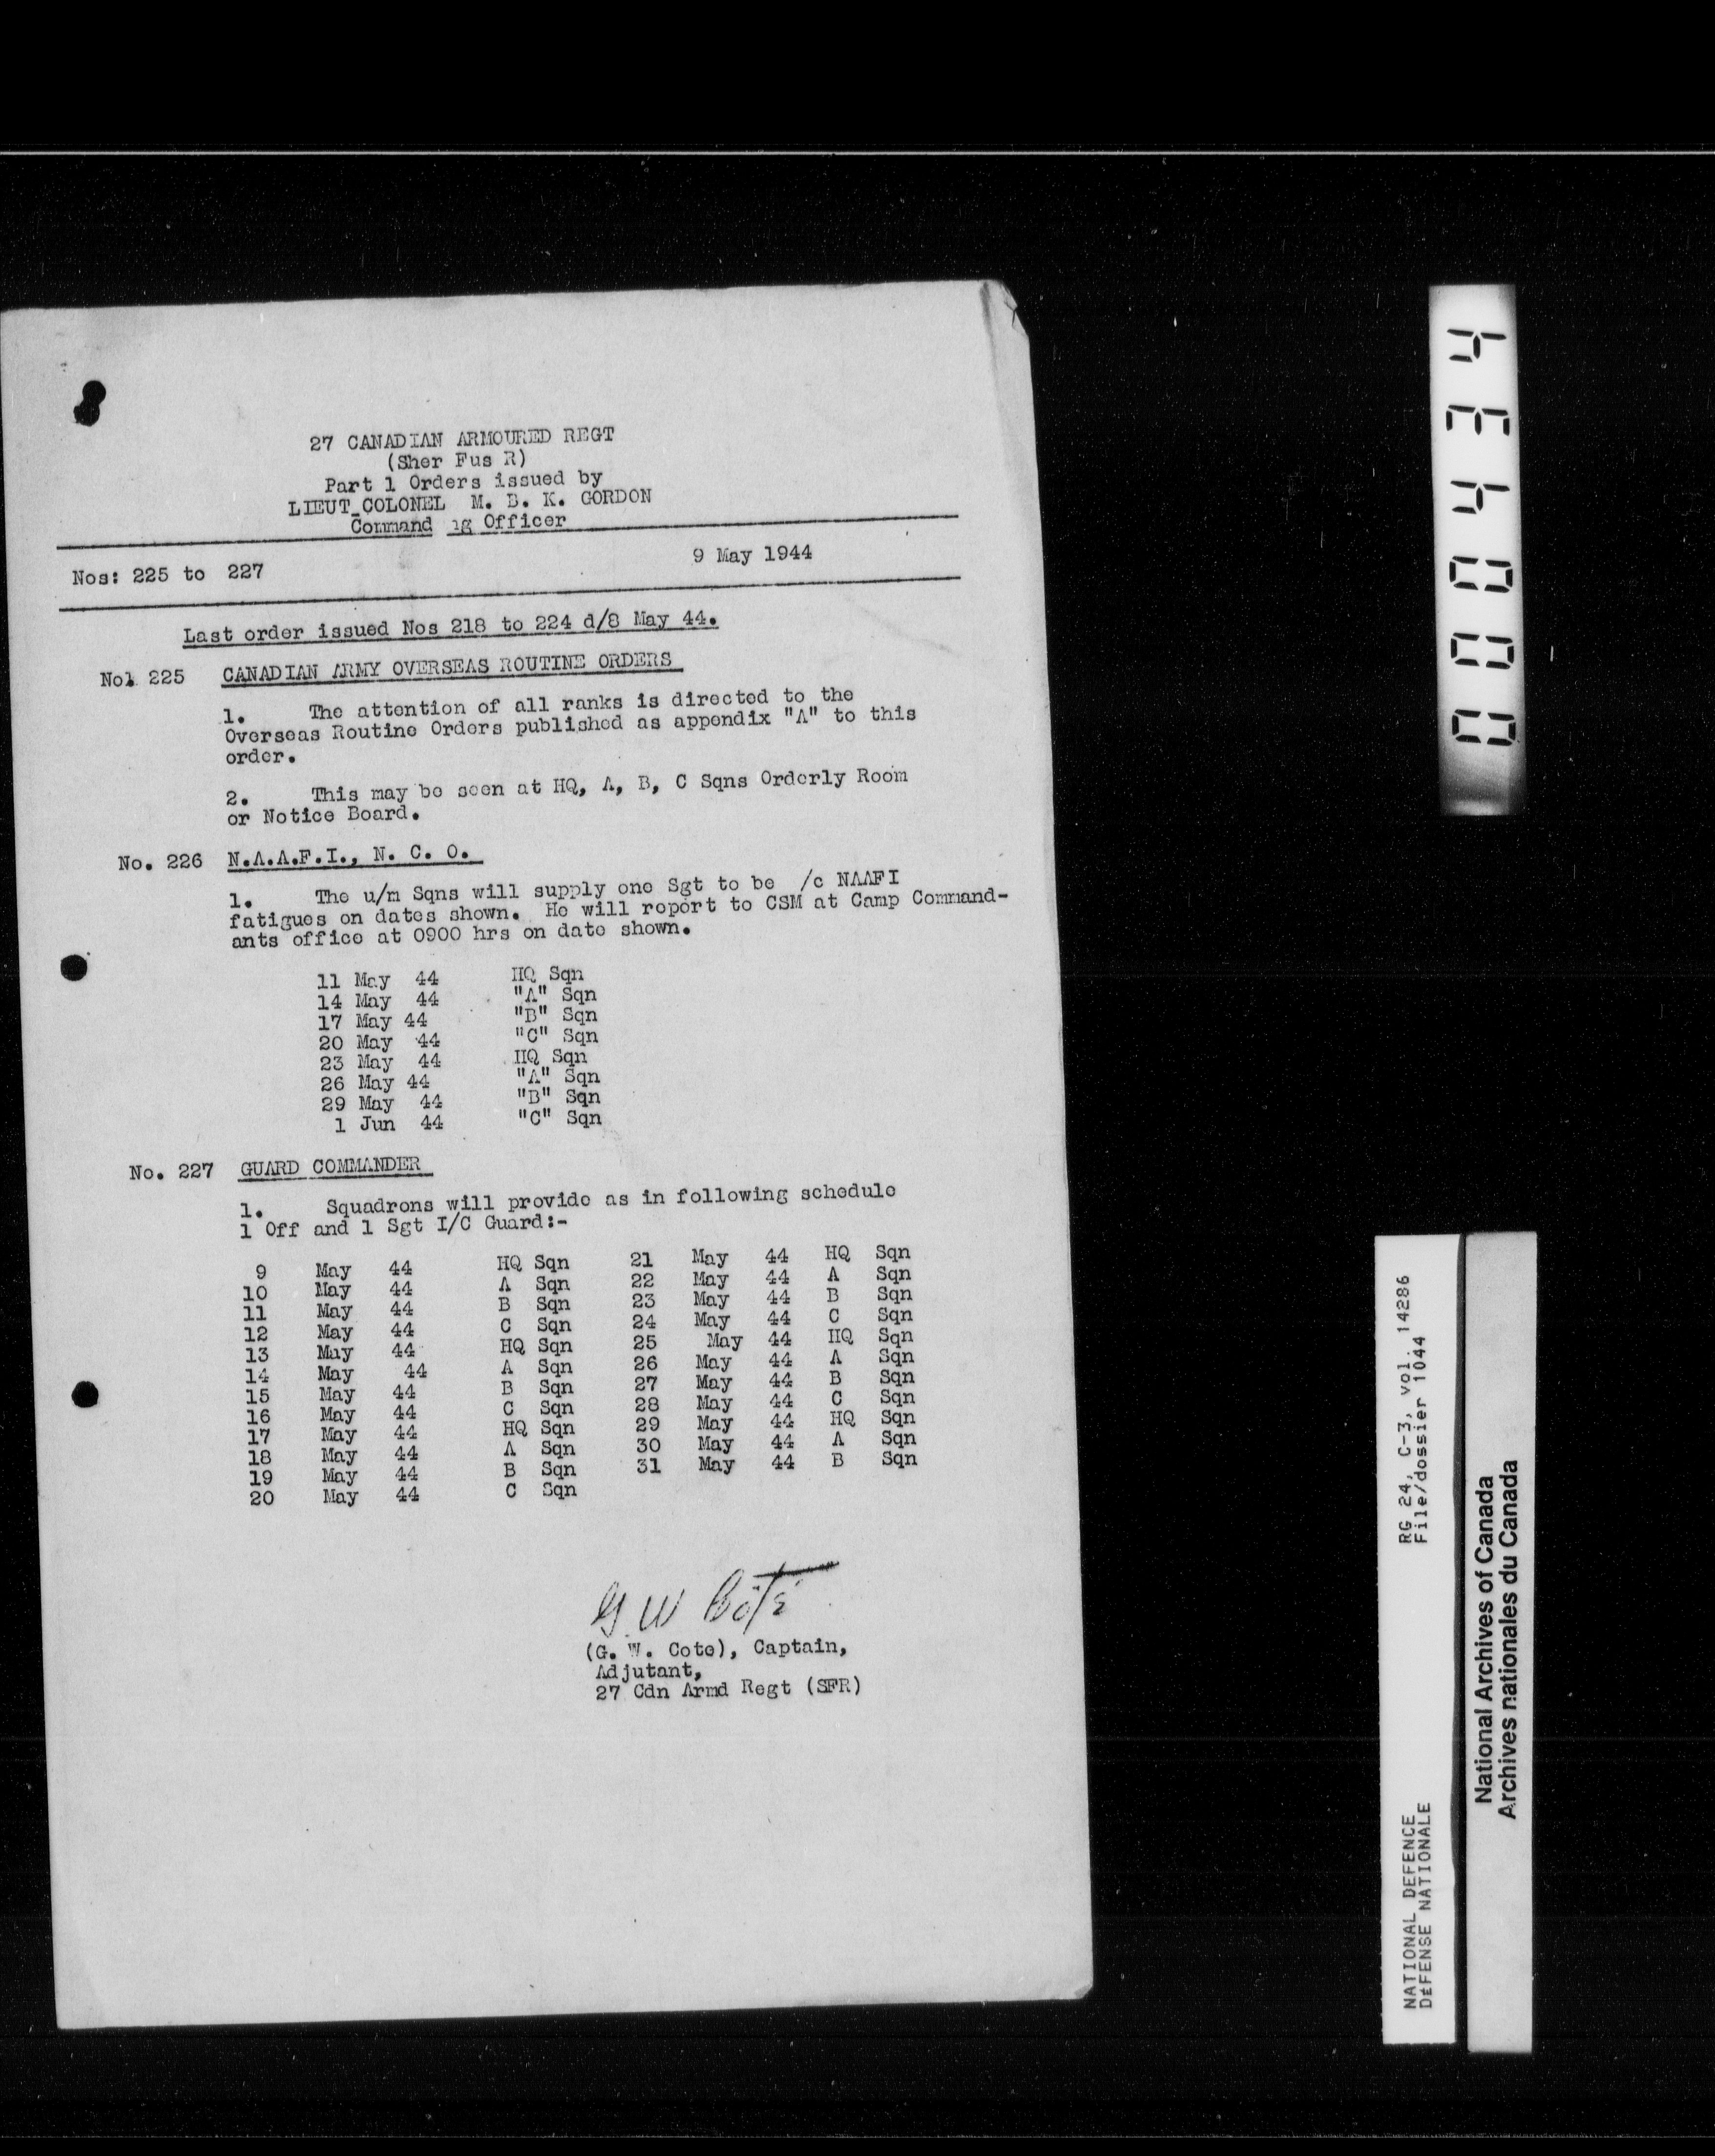 27 CANADIAN ARMOURED REGT
(Sher Fus R)
Part 1 Orders issued by
LIEUT_COLONEL M. B. K. GORDON
Command ng Officer
Nos: 225 to 227 9 May 1944
Last order issued Nos 218 to 224 d/8 May 44.
No. 225 CANADIAN ARMY OVERSEAS ROUTINE ORDERS
1. The attention of all ranks is directed to the
Overseas Routine Orders published as appendix "A" to this
order.
2. This may be seen at HQ, A, B, C Sqns Orderly Room
or Notice Board.
No. 226 N.A.A.F.I., N. C. O.
1. The u/m Sqns will supply one Sgt to be /c NAAFI
fatigues on dates shown. He will report to CSM at Camp Command-
ants office at 0900 hrs on date shown.
11 May 44 HQ Sqn
14 May 44 "A" Sqn
17 May 44 "B" Sqn
20 May 44 "C" Sqn
23 May 44 HQ Sqn
26 May 44 "A" Sqn
29 May 44 "B" Sqn
1 Jun 44 "C" Sqn
No. 227 GUARD COMMANDER
1. Squadrons will provide as in following schedule
1 Off and 1 Sgt I/C Guard:-
9 May 44 HQ Sqn 21 May 44 HQ Sqn
10 May 44 A Sqn 22 May 44 A Sqn
11 May 44 B Sqn 23 May 44 B Sqn
12 May 44 C Sqn 24 May 44 C Sqn
13 May 44 HQ Sqn 25 May 44 HQ Sqn
14 May 44 A Sqn 26 May 44 A Sqn
15 May 44 B Sqn 27 May 44 B Sqn
16 May 44 C Sqn 28 May 44 C Sqn
17 May 44 HQ Sqn 29 May 44 HQ Sqn
18 May 44 A Sqn 30 May 44 A Sqn
19 May 44 B Sqn 31 May 44 B Sqn
20 May 44 C Sqn
G W Côté
(G. W. Cote), Captain,
Adjutant,
27 Cdn Armd Regt (SFR)
000434
NATIONAL DEFENCE RG 24, C-3, vol. 14286
DÉFENSE NATIONALE File/dossier 1044
National Archives of Canada
Archives nationales du Canada